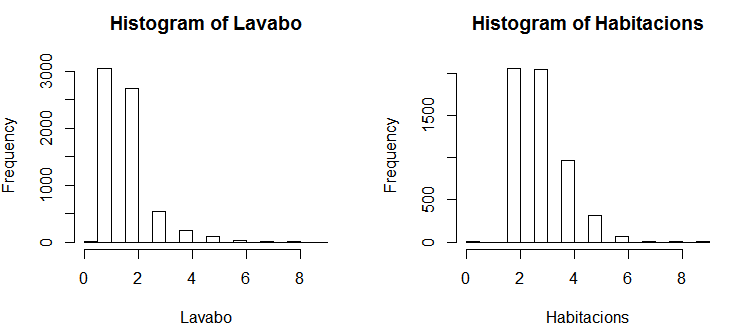 Histogram of Lavabo
Frequency
0 1000 2000 3000
0 2 4 6 8
Lavabo
Histogram of Habitacions
Frequency
0 500 1500
0 2 4 6 8
Habitacions